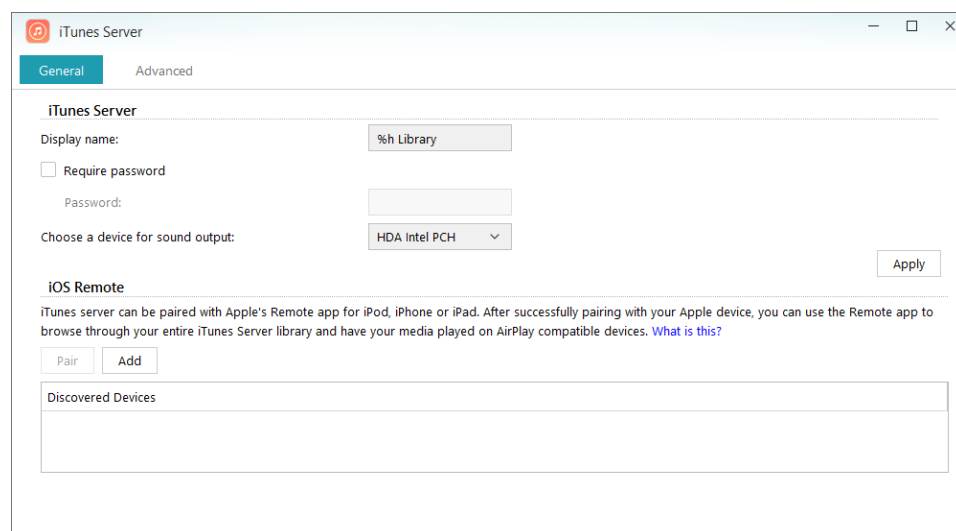 iTunes Server
General
Advanced
iTunes Server
Display name:
%h Library
Require password
Password:
Choose a device for sound output:
HDA Intel PCH
Apply
iOS Remote
iTunes server can be paired with Apple's Remote app for iPod, iPhone or iPad. After successfully pairing with your Apple device, you can use the Remote app to
browse through your entire iTunes Server library and have your media played on AirPlay compatible devices. What is this?
Pair
Add
Discovered Devices